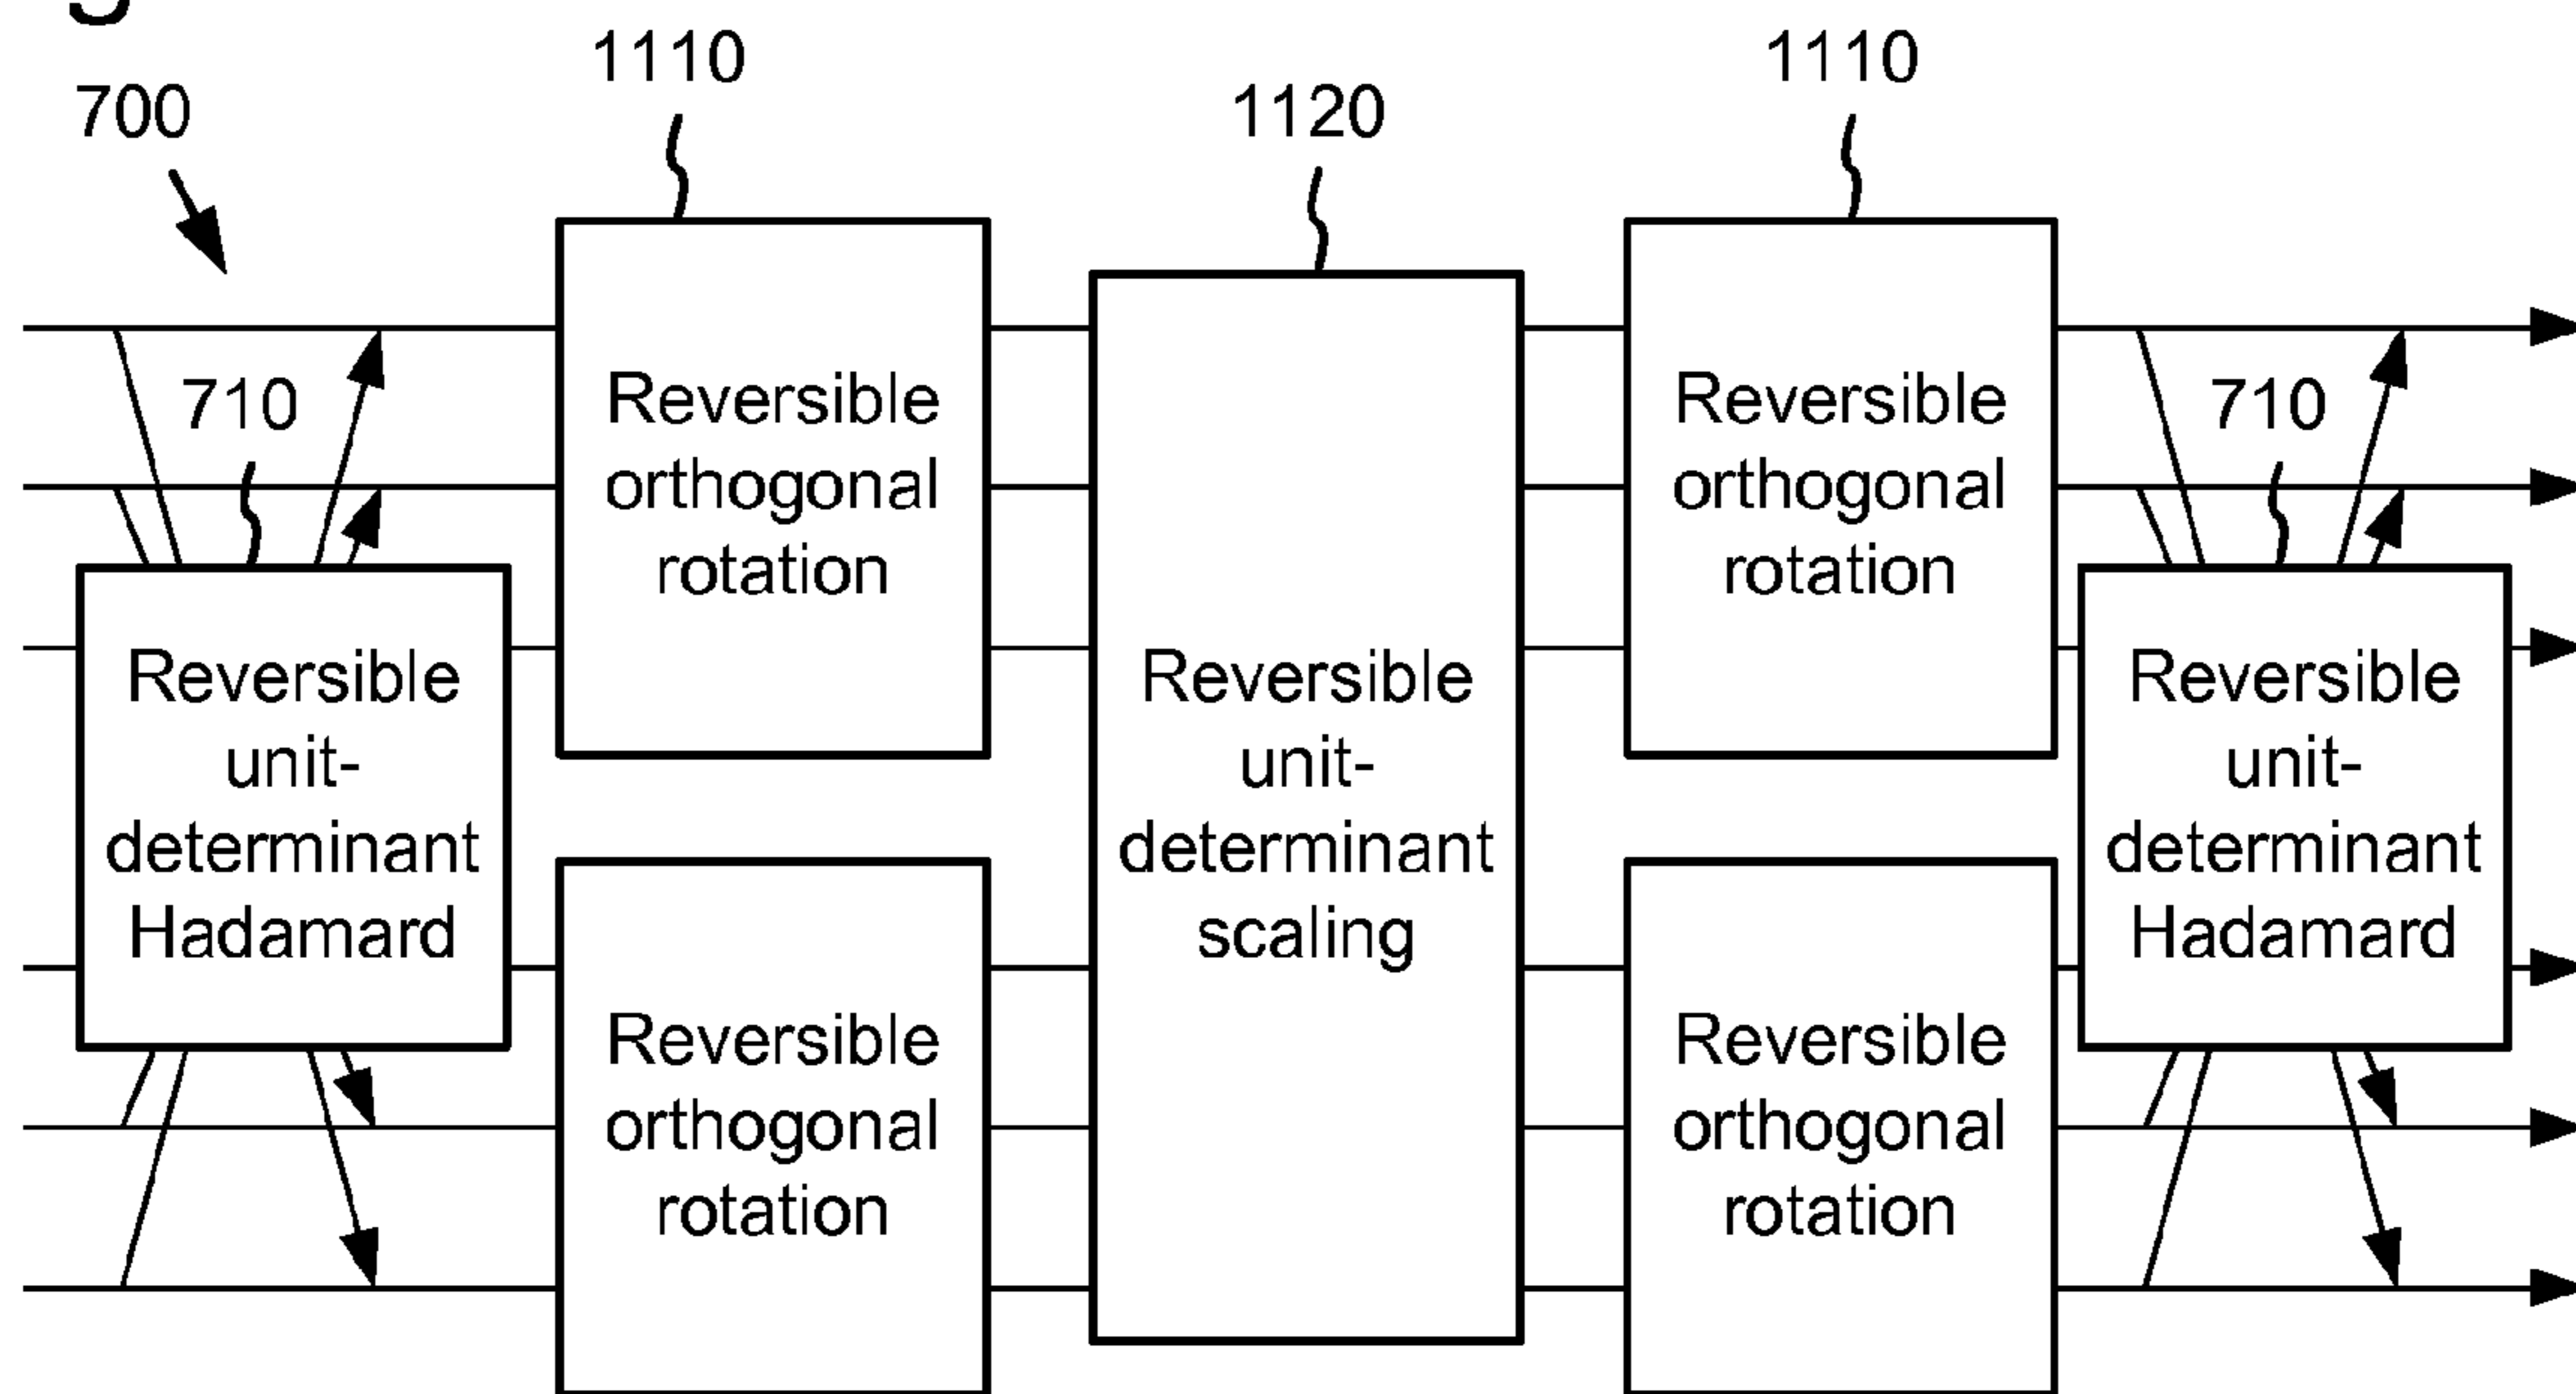 1110
1110
700
1120
710
710
Reversible
orthogonal
rotation
Reversible
orthogonal
rotation
Reversible
unit-
determinant
Hadamard
Reversible
unit-
determinant
scaling
Reversible
unit-
determinant
Hadamard
Reversible
orthogonal
rotation
Reversible
orthogonal
rotation